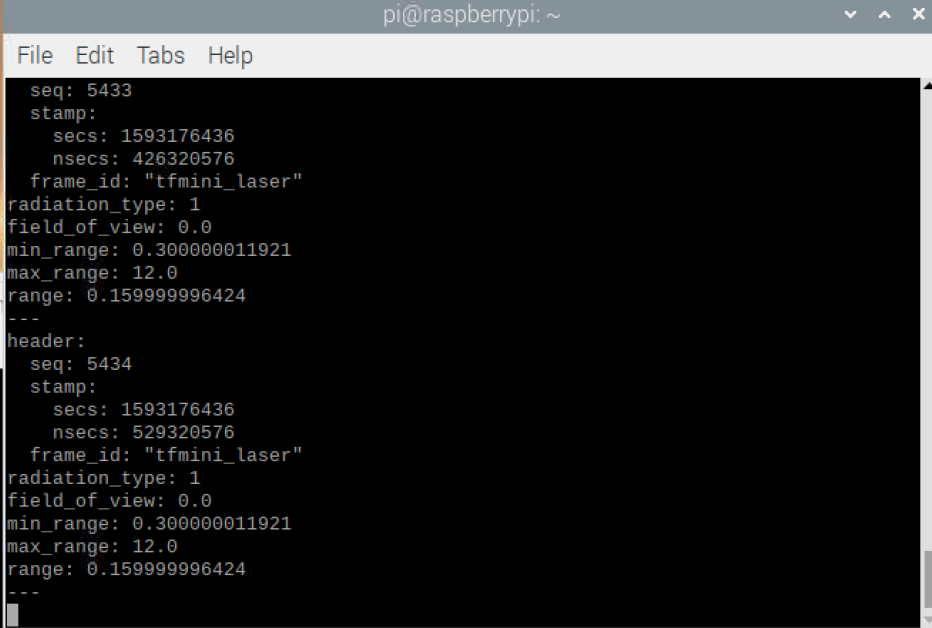 pi@raspberrypi: ~
File Edit Tabs Help
  seq: 5433
  stamp:
    secs: 1593176436
    nsecs: 426320576
  frame_id: "tfmini_laser"
radiation_type: 1
field_of_view: 0.0
min_range: 0.300000011921
max_range: 12.0
range: 0.159999996424
---
header:
  seq: 5434
  stamp:
    secs: 1593176436
    nsecs: 529320576
  frame_id: "tfmini_laser"
radiation_type: 1
field_of_view: 0.0
min_range: 0.300000011921
max_range: 12.0
range: 0.159999996424
---